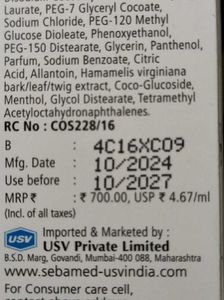 Laurate, PEG-7 Glyceryl Cocoate,
Sodium Chloride, PEG-120 Methyl
Glucose Dioleate, Phenoxyethanol,
PEG-150 Distearate, Glycerin, Panthenol,
Parfum, Sodium Benzoate, Citric
Acid, Allantoin, Hamamelis virginiana
bark/leaf/twig extract, Coco-Glucoside,
Menthol, Glycol Distearate, Tetramethyl
Acetyloctahydronaphthalenes.
RC No : COS228/16
B 4C16XC09
Mfg. Date : 10/2024
Use before : 10/2027
MRP ₹ : ₹ 700.00, USP ₹ 4.67/ml
(Incl. of all taxes)
USV
Imported & Marketed by :
USV Private Limited
B.S.D. Marg, Govandi, Mumbai-400 088, Maharashtra
www.sebamed-usvindia.com
For Consumer care cell,